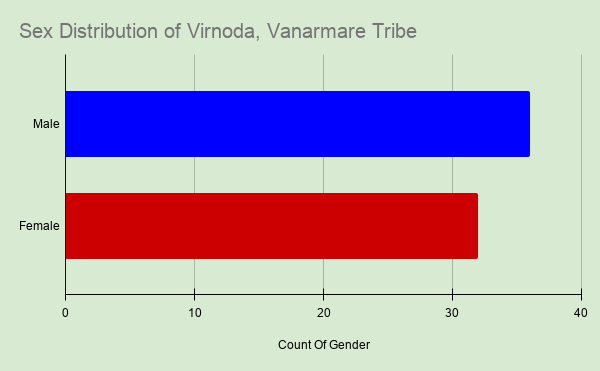 Sex Distribution of Virnoda, Vanarmare Tribe
Male
Female
0 10 20 30 40
Count Of Gender